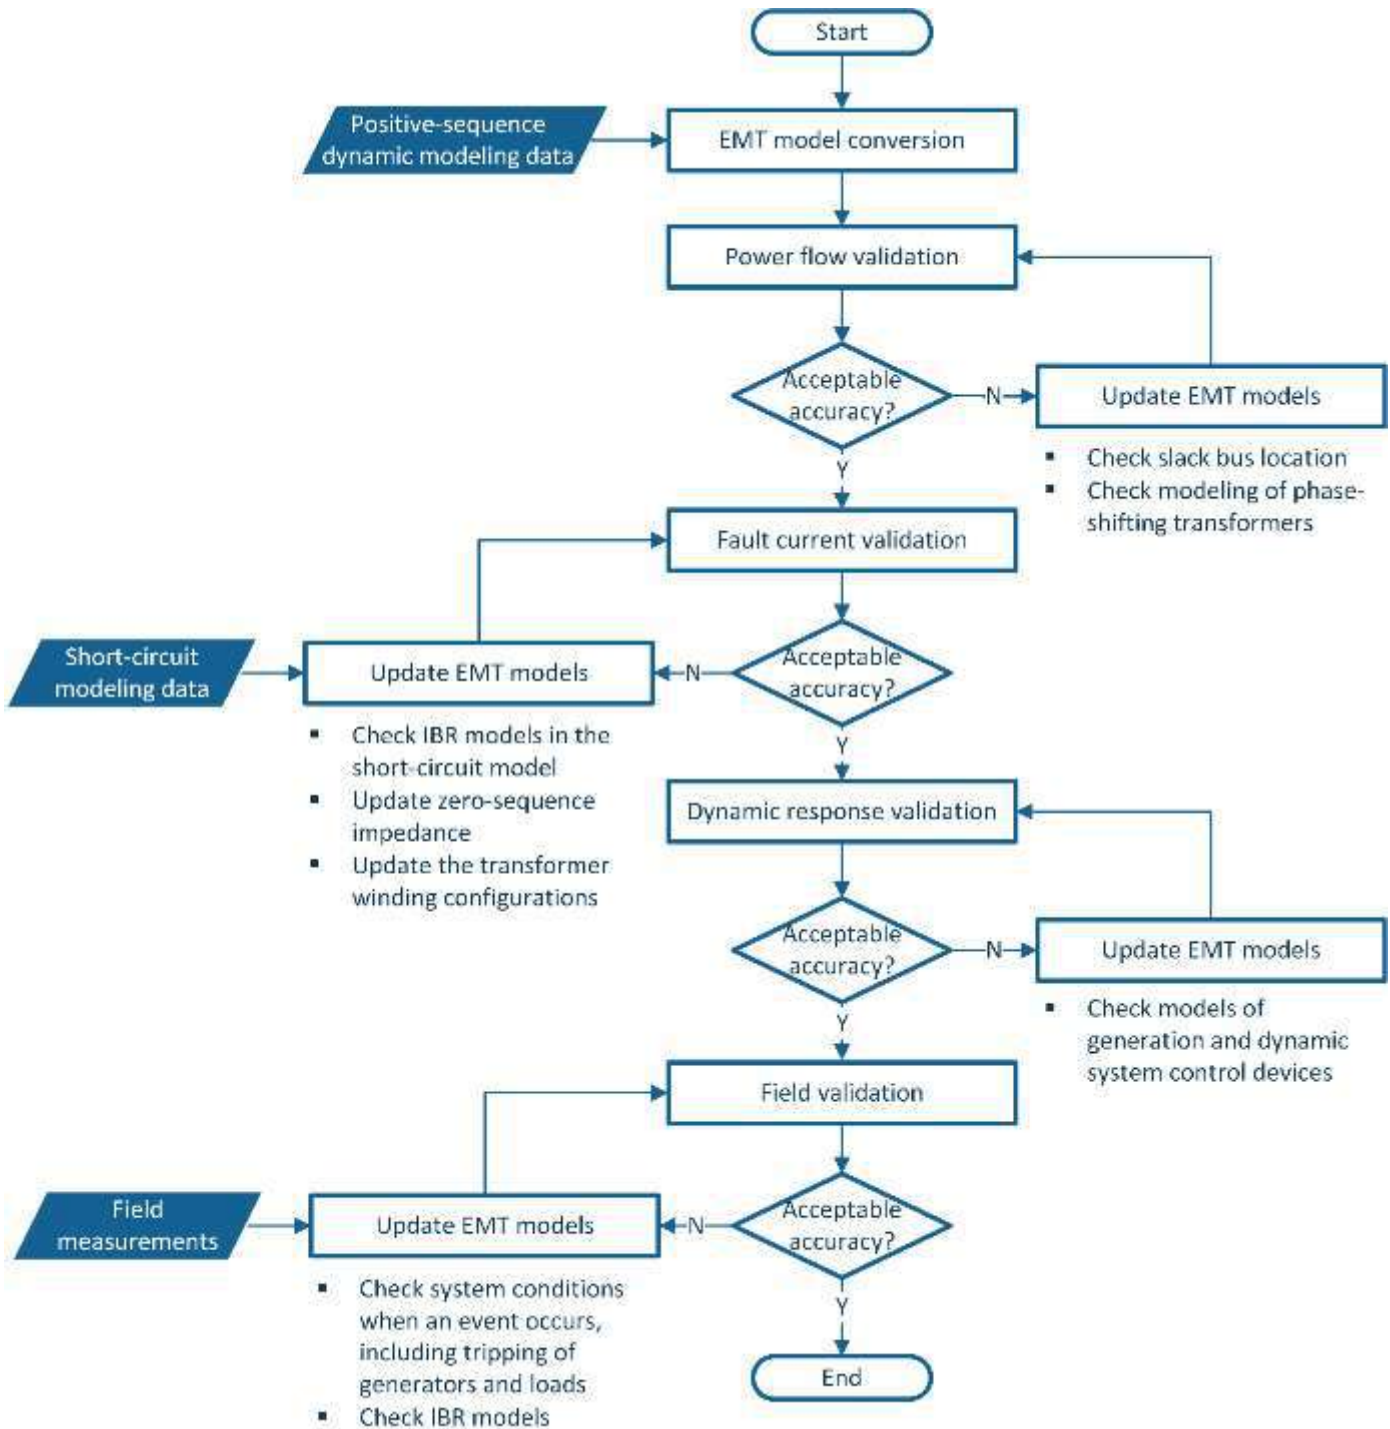 Start
Positive-sequence
dynamic modeling data
EMT model conversion
Power flow validation
Acceptable
accuracy?
N
Update EMT models
Y
▪ Check slack bus location
▪ Check modeling of phase-
shifting transformers
Fault current validation
Short-circuit
modeling data
Update EMT models
N
Acceptable
accuracy?
▪ Check IBR models in the
short-circuit model
▪ Update zero-sequence
impedance
▪ Update the transformer
winding configurations
Y
Dynamic response validation
Acceptable
accuracy?
N
Update EMT models
▪ Check models of
generation and dynamic
system control devices
Y
Field validation
Field
measurements
Update EMT models
N
Acceptable
accuracy?
▪ Check system conditions
when an event occurs,
including tripping of
generators and loads
▪ Check IBR models
Y
End